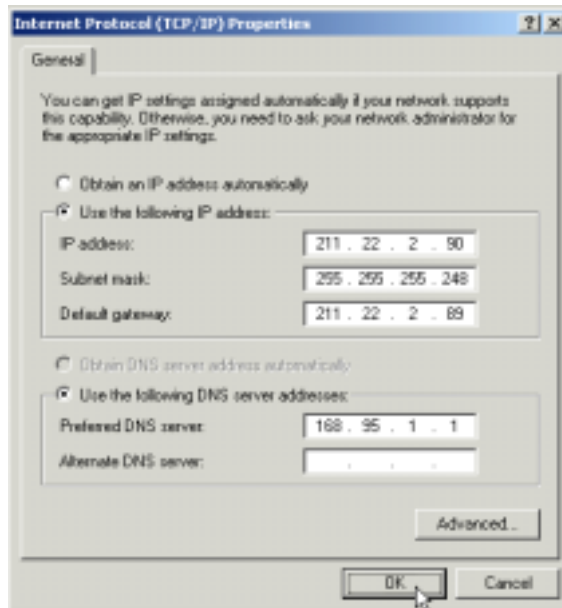 Internet Protocol (TCP/IP) Properties
General
You can get IP settings assigned automatically if your network supports
this capability. Otherwise, you need to ask your network administrator for
the appropriate IP settings.
Obtain an IP address automatically
Use the following IP address:
IP address: 211 . 22 . 2 . 90
Subnet mask: 255 . 255 . 255 . 248
Default gateway: 211 . 22 . 2 . 89
Obtain DNS server address automatically
Use the following DNS server addresses:
Preferred DNS server: 168 . 95 . 1 . 1
Alternate DNS server: . . .
Advanced...
OK
Cancel